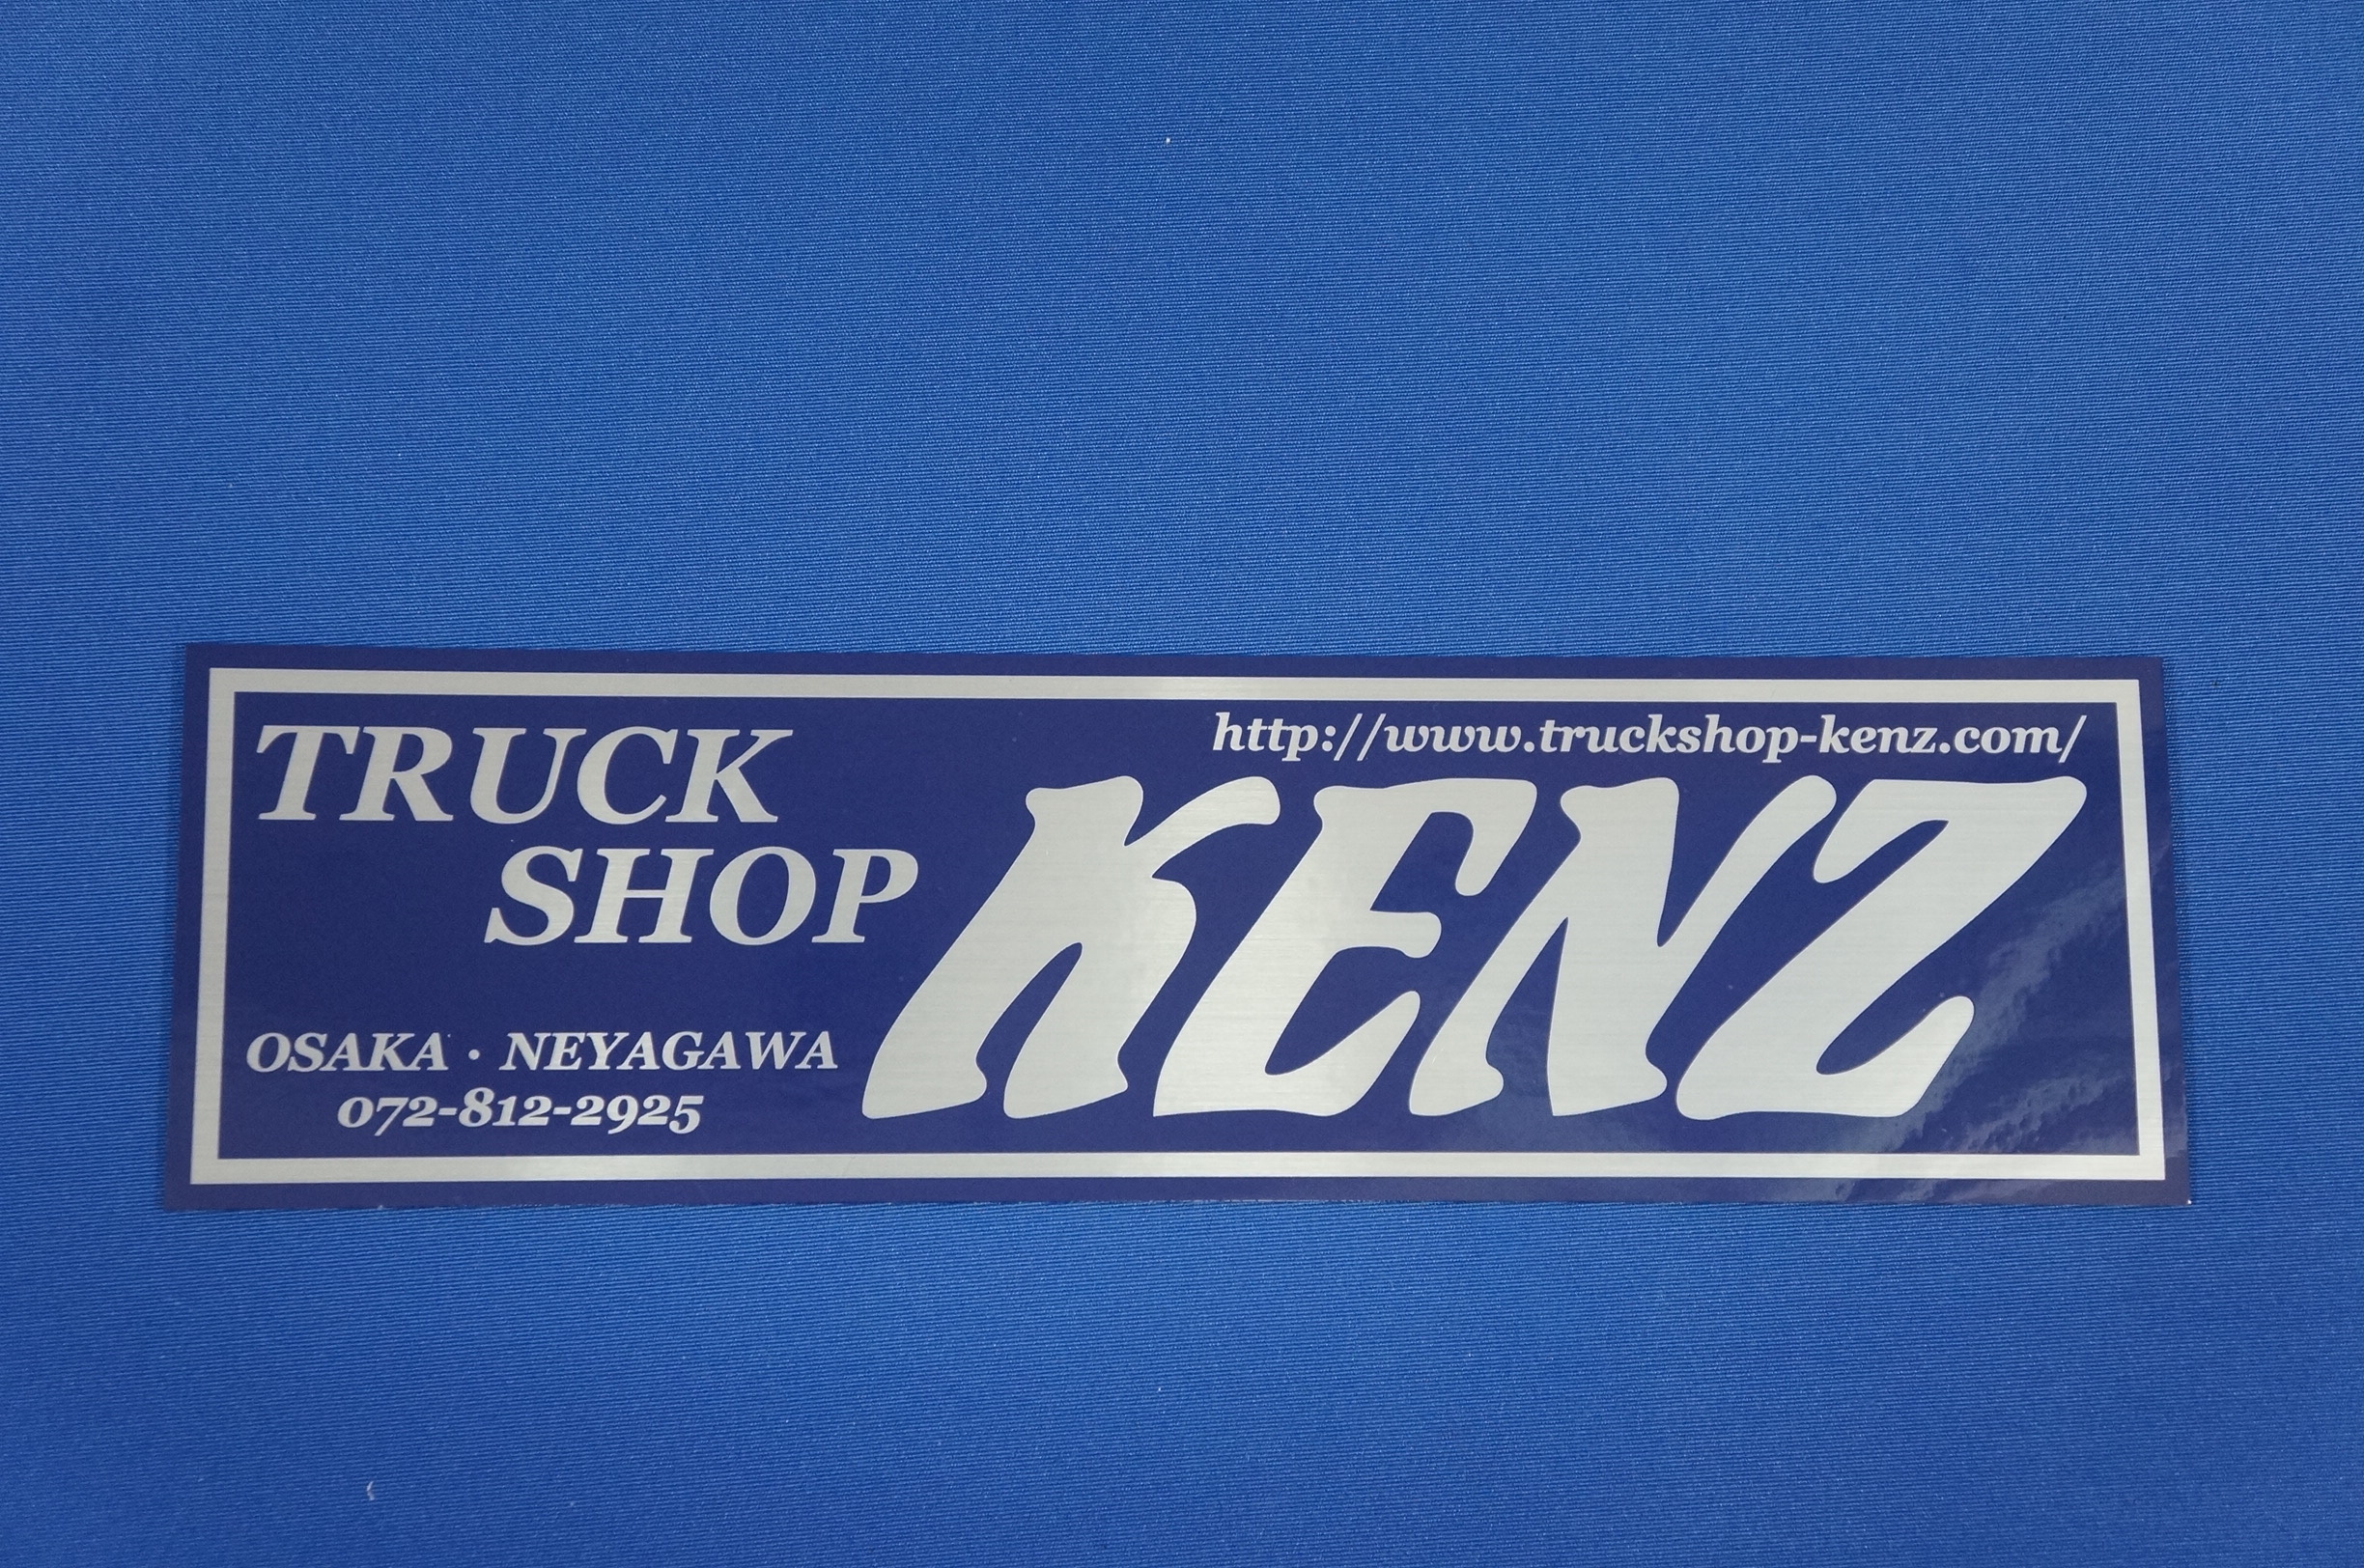 TRUCK
SHOP
OSAKA・NEYAGAWA
072-812-2925
http://www.truckshop-kenz.com/
KENZ